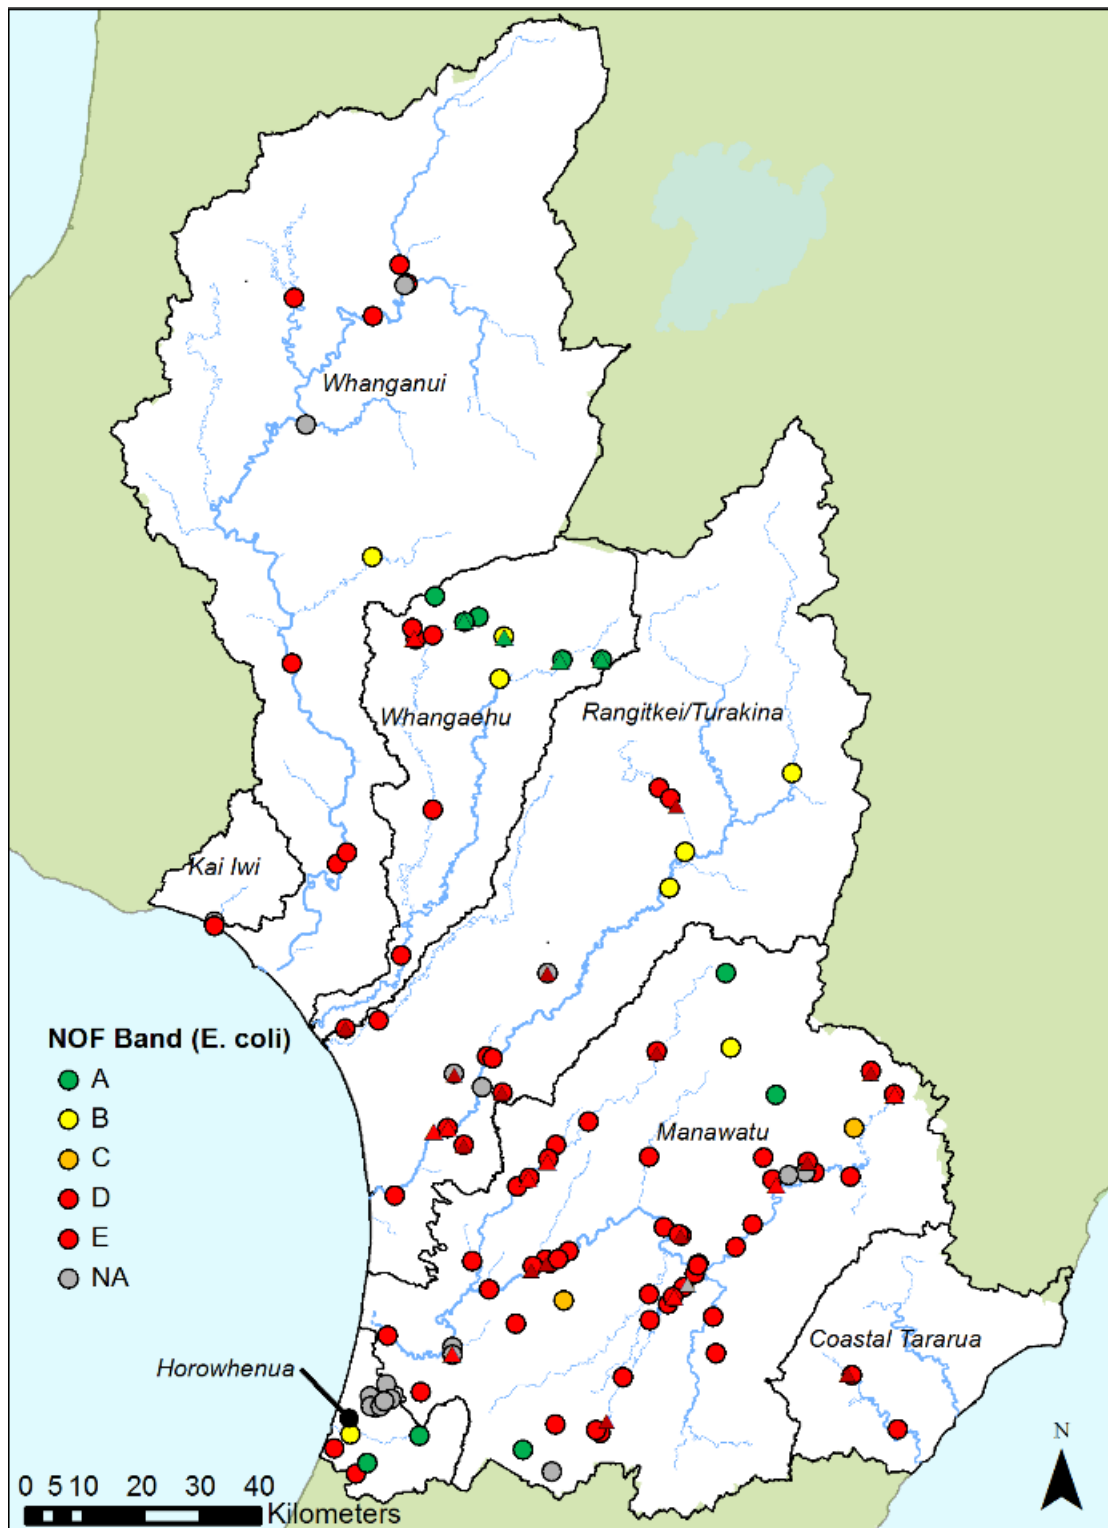 Whanganui
Whangaehu
Rangitkei/Turakina
Kai Iwi
NOF Band (E. coli)
A
B
C
D
E
NA
Manawatu
Coastal Tararua
Horowhenua
N
0 5 10 20 30 40
Kilometers